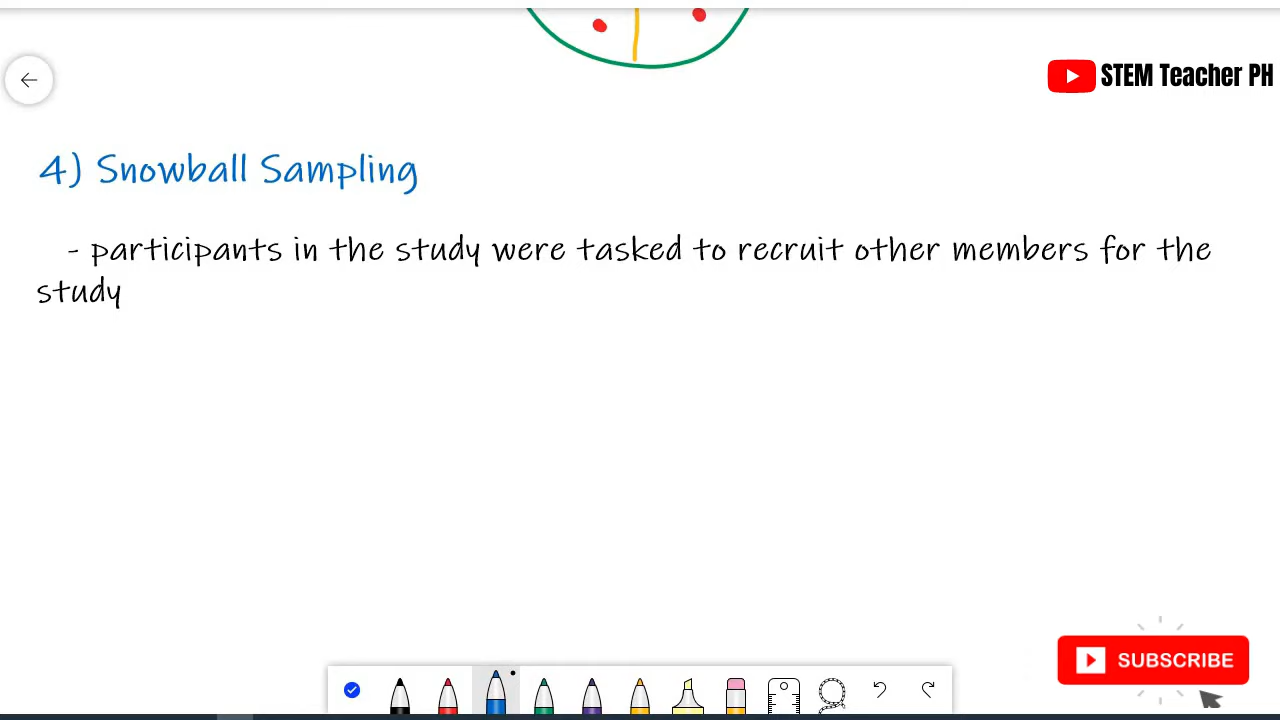 STEM Teacher PH
4) Snowball Sampling
- participants in the study were tasked to recruit other members for the
study
SUBSCRIBE